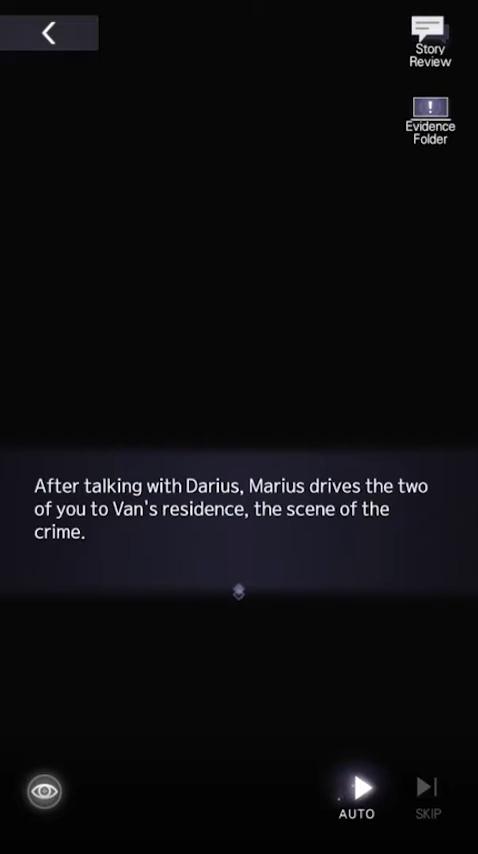 Story
Review
Evidence
Folder
After talking with Darius, Marius drives the two
of you to Van's residence, the scene of the
crime.
AUTO
SKIP